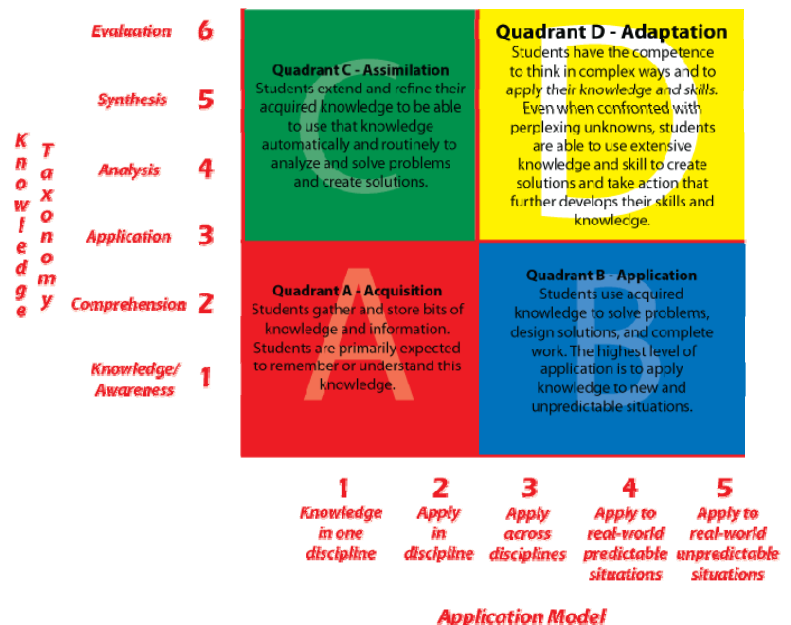 Evaluation 6
Synthesis 5
Analysis 4
Application 3
Comprehension 2
Knowledge/
Awareness 1
Knowledge
Taxonomy
C
Quadrant C - Assimilation
Students extend and refine their
acquired knowledge to be able
to use that knowledge
automatically and routinely to
analyze and solve problems
and create solutions.
D
Quadrant D - Adaptation
Students have the competence
to think in complex ways and to
apply their knowledge and skills.
Even when confronted with
perplexing unknowns, students
are able to use extensive
knowledge and skill to create
solutions and take action that
further develops their skills and
knowledge.
A
Quadrant A - Acquisition
Students gather and store bits of
knowledge and information.
Students are primarily expected
to remember or understand this
knowledge.
B
Quadrant B - Application
Students use acquired
knowledge to solve problems,
design solutions, and complete
work. The highest level of
application is to apply
knowledge to new and
unpredictable situations.
1
Knowledge
in one
discipline
2
Apply
in
discipline
3
Apply
across
disciplines
4
Apply to
real-world
predictable
situations
5
Apply to
real-world
unpredictable
situations
Application Model